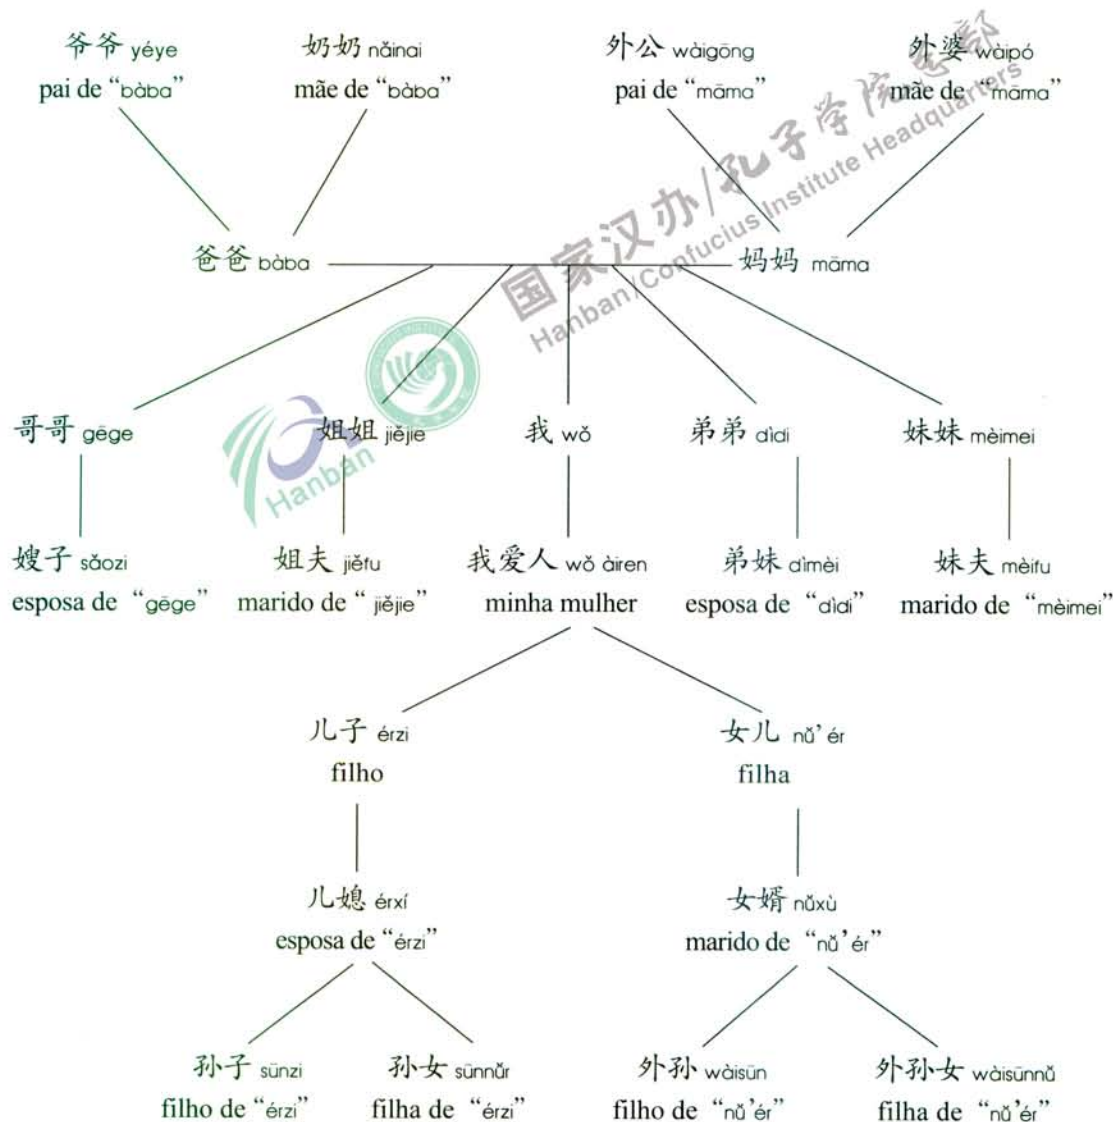 爷爷 yéye 奶奶 nǎinai 外公 wàigōng 外婆 wàipó
pai de “bàba” mãe de “bàba” pai de “māma” mãe de “māma”
国家汉办/孔子学院总部
Hanban/Confucius Institute Headquarters
爸爸 bàba 妈妈 māma
哥哥 gēge 姐姐 jiějie 我 wǒ 弟弟 dìdi 妹妹 mèimei
Hanban
嫂子 sǎozi 姐夫 jiěfu 我爱人 wǒ àiren 弟妹 dìmèi 妹夫 mèifu
esposa de “gēge” marido de “jiějie” minha mulher esposa de “dìdi” marido de “mèimei”
儿子 érzi 女儿 nǚ’ér
filho filha
儿媳 érxí 女婿 nǚxù
esposa de “érzi” marido de “nǚ’ér”
孙子 sūnzi 孙女 sūnnǚr 外孙 wàisūn 外孙女 wàisūnnǚ
filho de “érzi” filha de “érzi” filho de “nǚ’ér” filha de “nǚ’ér”